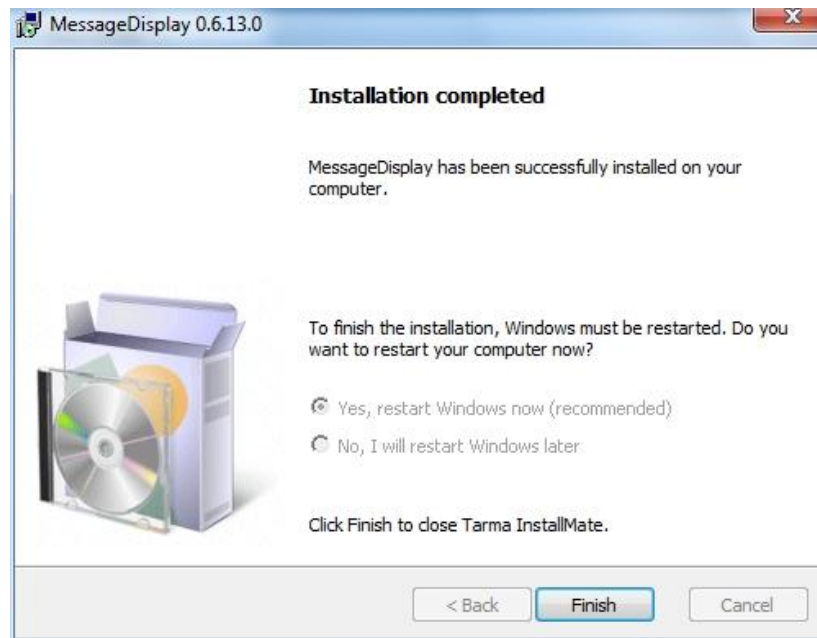 MessageDisplay 0.6.13.0
Installation completed
MessageDisplay has been successfully installed on your
computer.
To finish the installation, Windows must be restarted. Do you
want to restart your computer now?
Yes, restart Windows now (recommended)
No, I will restart Windows later
Click Finish to close Tarma InstallMate.
< Back Finish Cancel